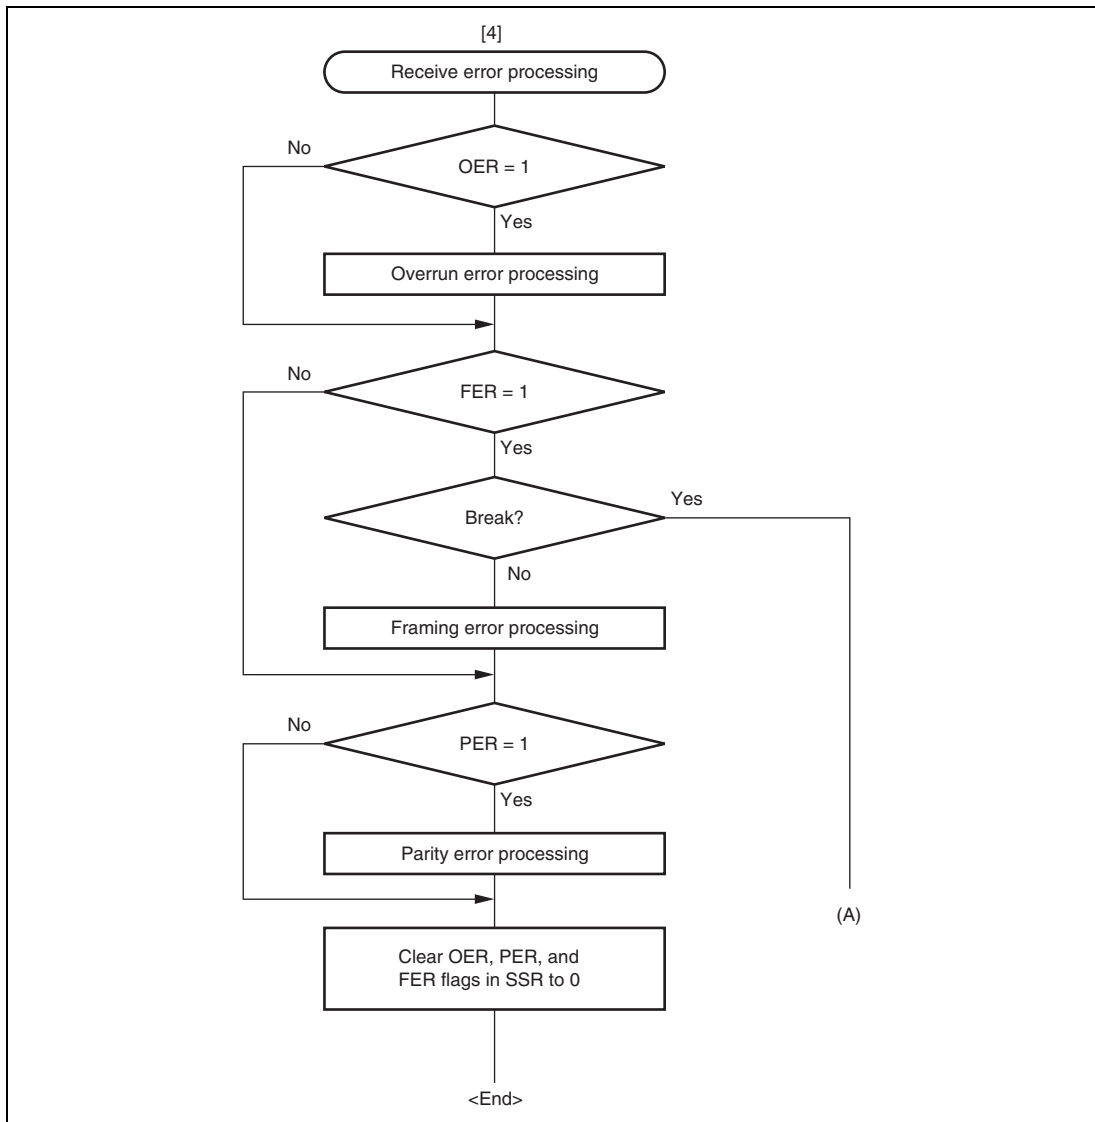 [4]
Receive error processing
No
OER = 1
Yes
Overrun error processing
No
FER = 1
Yes
Yes
Break?
No
Framing error processing
No
PER = 1
Yes
Parity error processing
(A)
Clear OER, PER, and
FER flags in SSR to 0
<End>